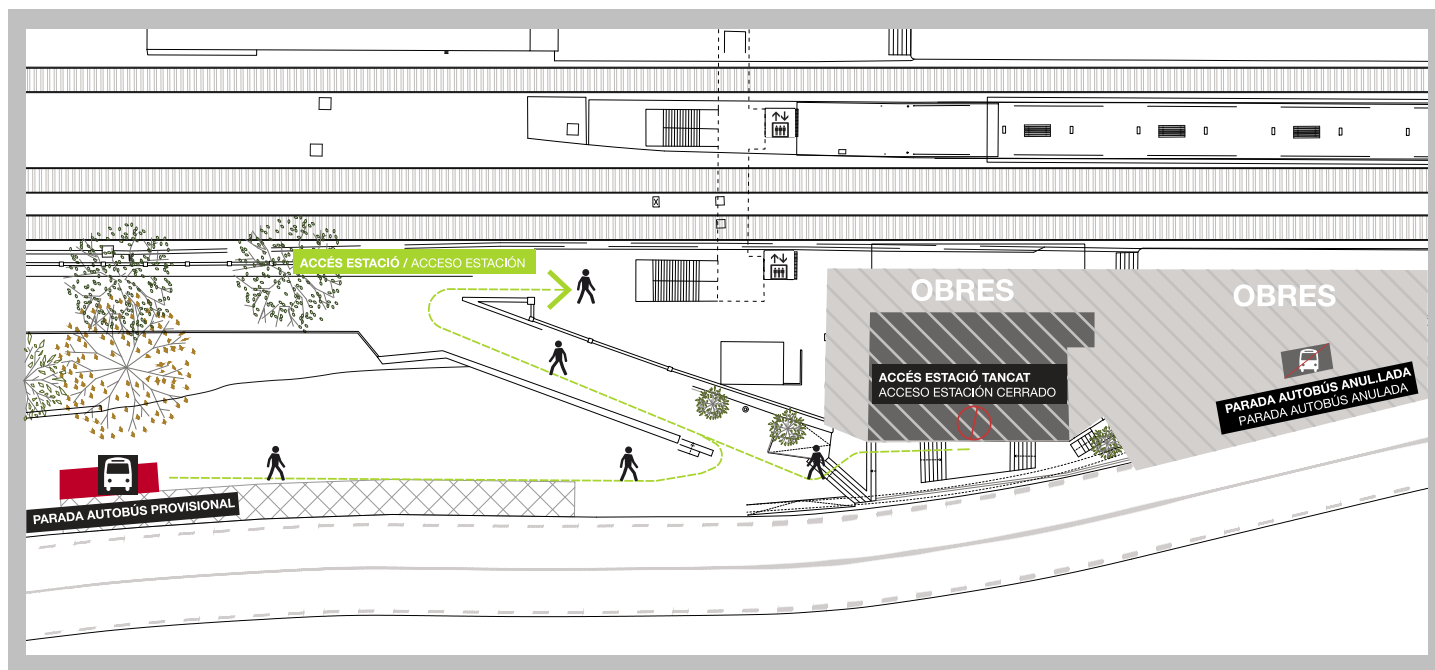 ACCÉS ESTACIÓ / ACCESO ESTACIÓN
OBRES
OBRES
ACCÉS ESTACIÓ TANCAT
ACCESO ESTACIÓN CERRADO
PARADA AUTOBÚS ANUL.LADA
PARADA AUTOBÚS ANULADA
PARADA AUTOBÚS PROVISIONAL